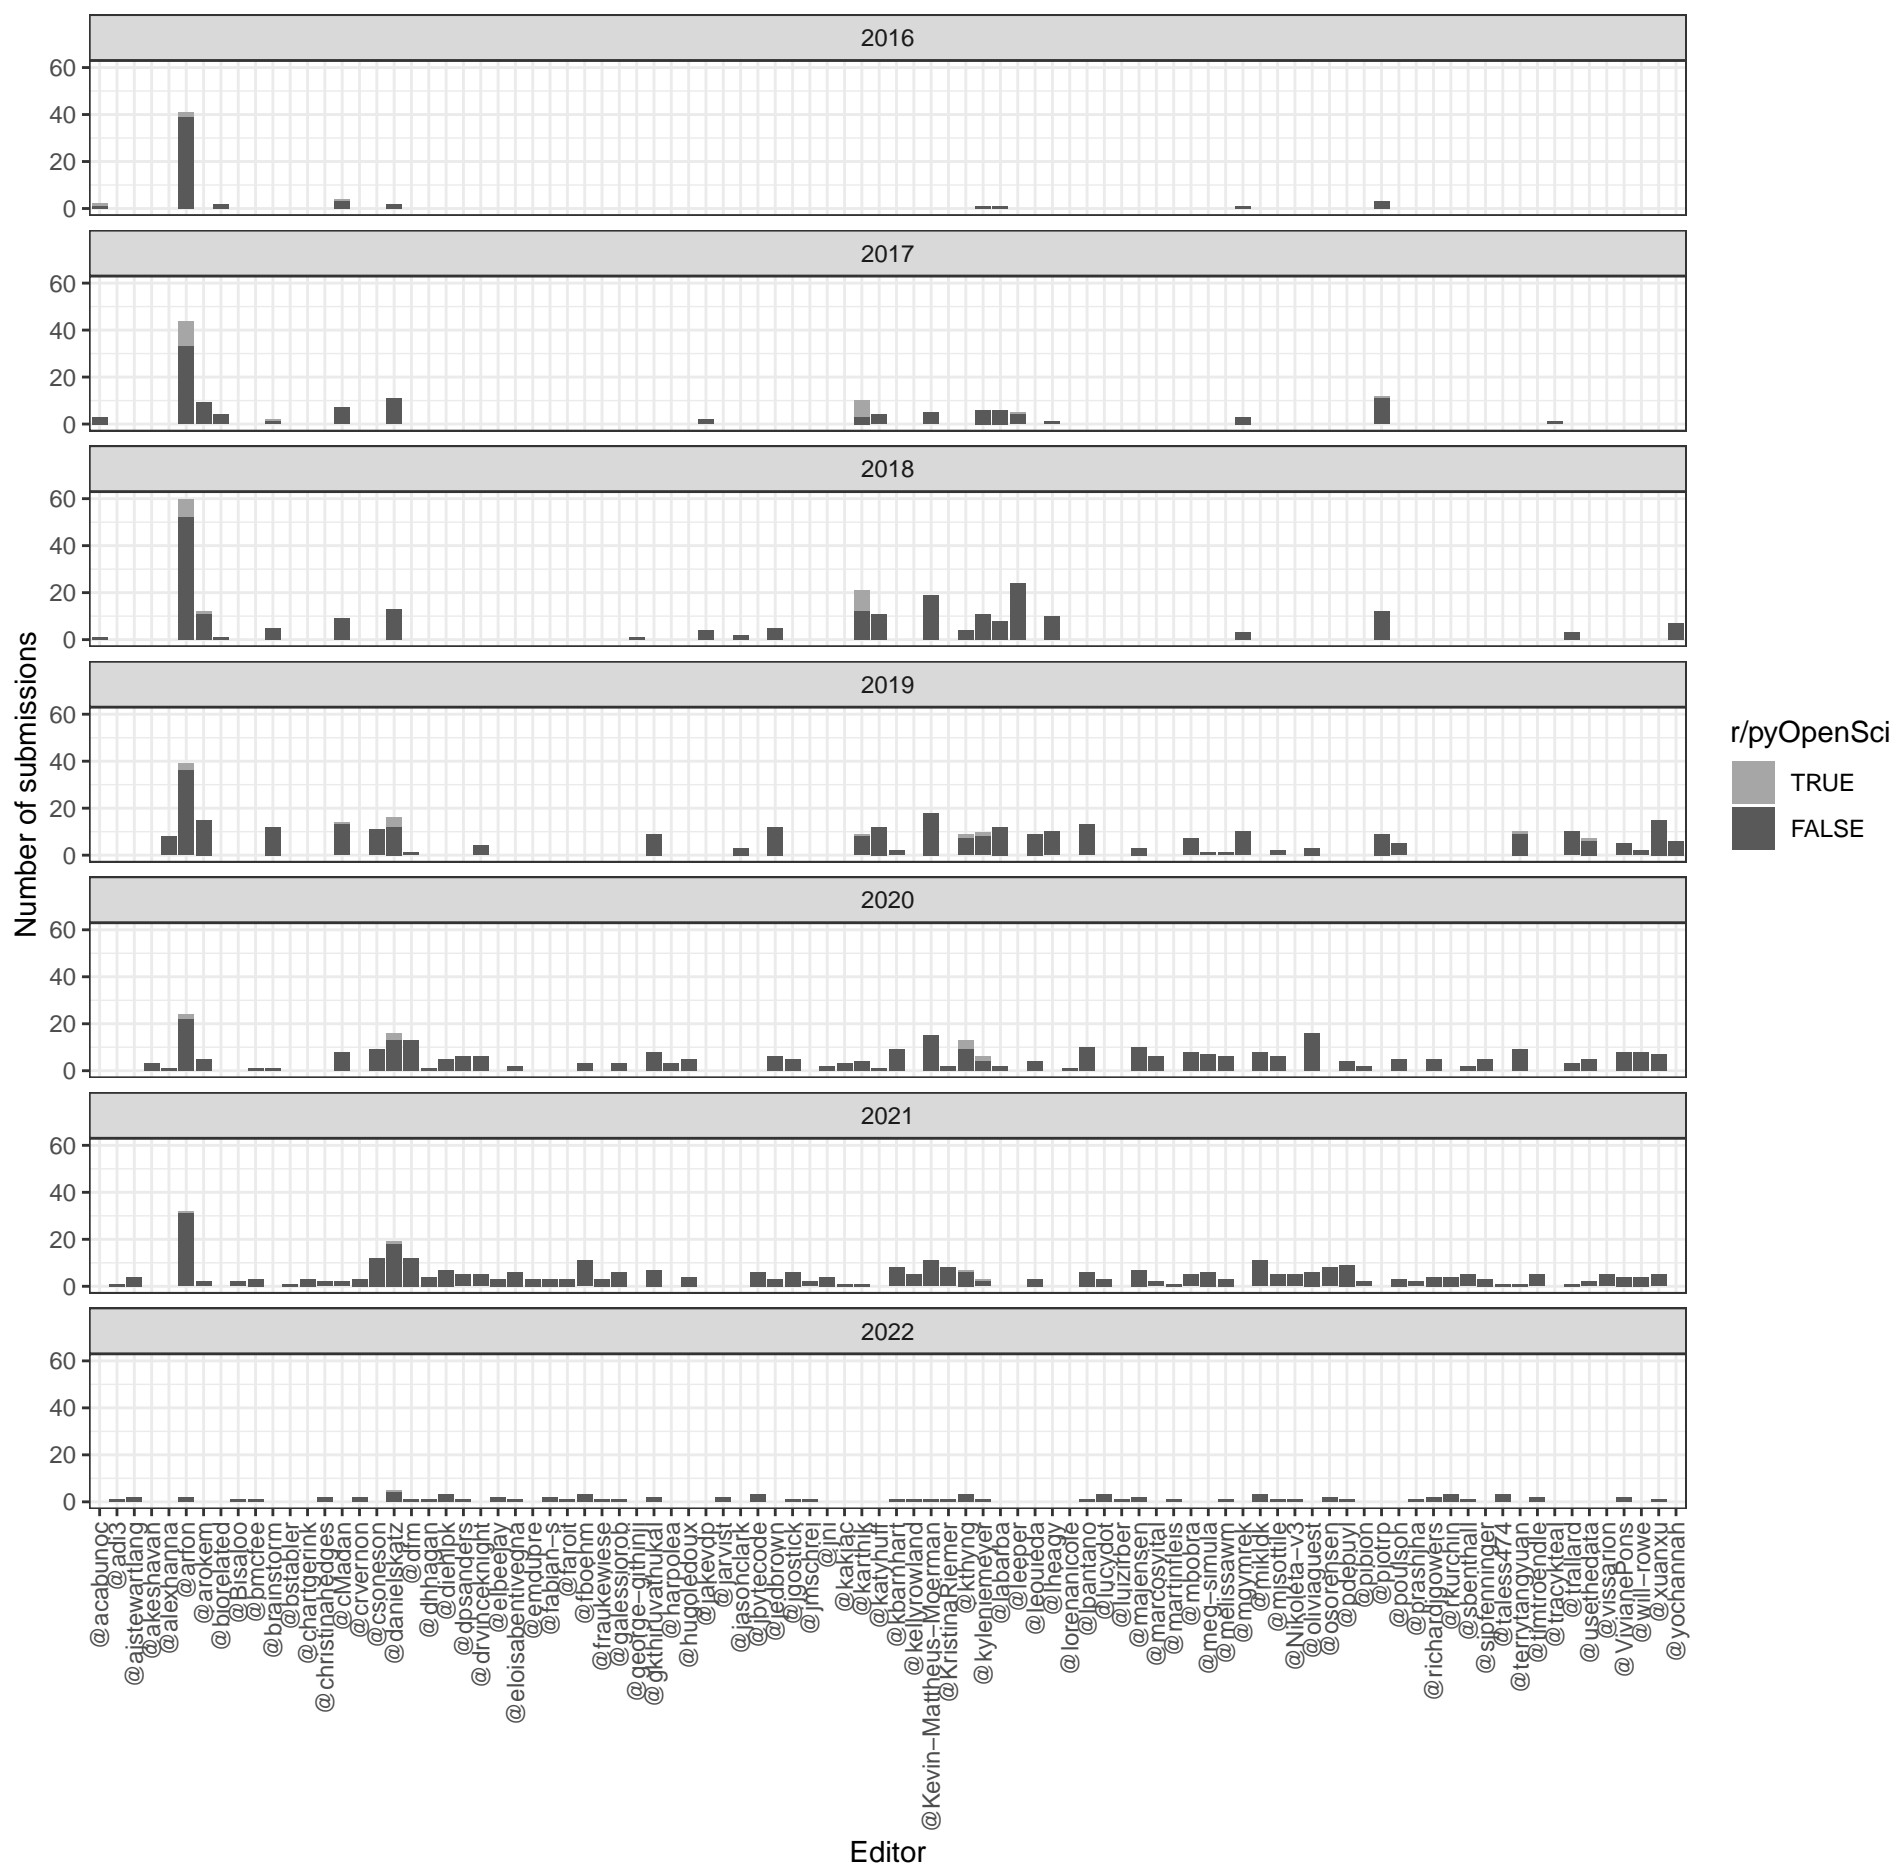 2016
60
40
20
0
2017
60
40
20
0
2018
60
40
20
0
2019
60
40
20
0
2020
60
40
20
0
2021
60
40
20
0
2022
60
40
20
0
Number of submissions
@acabunoc
@adi3
@ajstewartlang
@akeshavan
@alexhanna
@arfon
@arokem
@biorelated
@Bisaloo
@bmcfee
@brainstorm
@bstabler
@chartgerink
@christinahedges
@cMadan
@crvernon
@csoneson
@danielskatz
@dfm
@dhhagan
@diehlpk
@dpsanders
@drvinceknight
@elbeejay
@eloisabentivegna
@emdupre
@fabian−s
@faroit
@fboehm
@fraukewiese
@galessiorob
@george−githinji
@gkthiruvathukal
@harpolea
@hugoledoux
@jakevdp
@jarvist
@jasonclark
@jbytecode
@jedbrown
@jgostick
@jmschrei
@jni
@kakiac
@karthik
@katyhuff
@kbarnhart
@kellyrowland
@Kevin−Mattheus−Moerman
@KristinaRiemer
@kthyng
@kyleniemeyer
@labarba
@leeper
@leouieda
@lheagy
@lorenanicole
@lpantano
@lucydot
@luizirber
@majensen
@marcosvital
@martinfleis
@mbobra
@meg−simula
@melissawm
@mgymrek
@mikldk
@mjsottile
@Nikoleta−v3
@oliviaguest
@osorensen
@pdebuyl
@pibion
@pjotrp
@poulson
@prashjha
@richardjgowers
@rkurchin
@sbenthall
@sjpfenninger
@taless474
@terrytangyuan
@timtroendle
@tracykteal
@trallard
@usethedata
@vissarion
@VivianePons
@will−rowe
@xuanxu
@yochannah
Editor
r/pyOpenSci
TRUE
FALSE